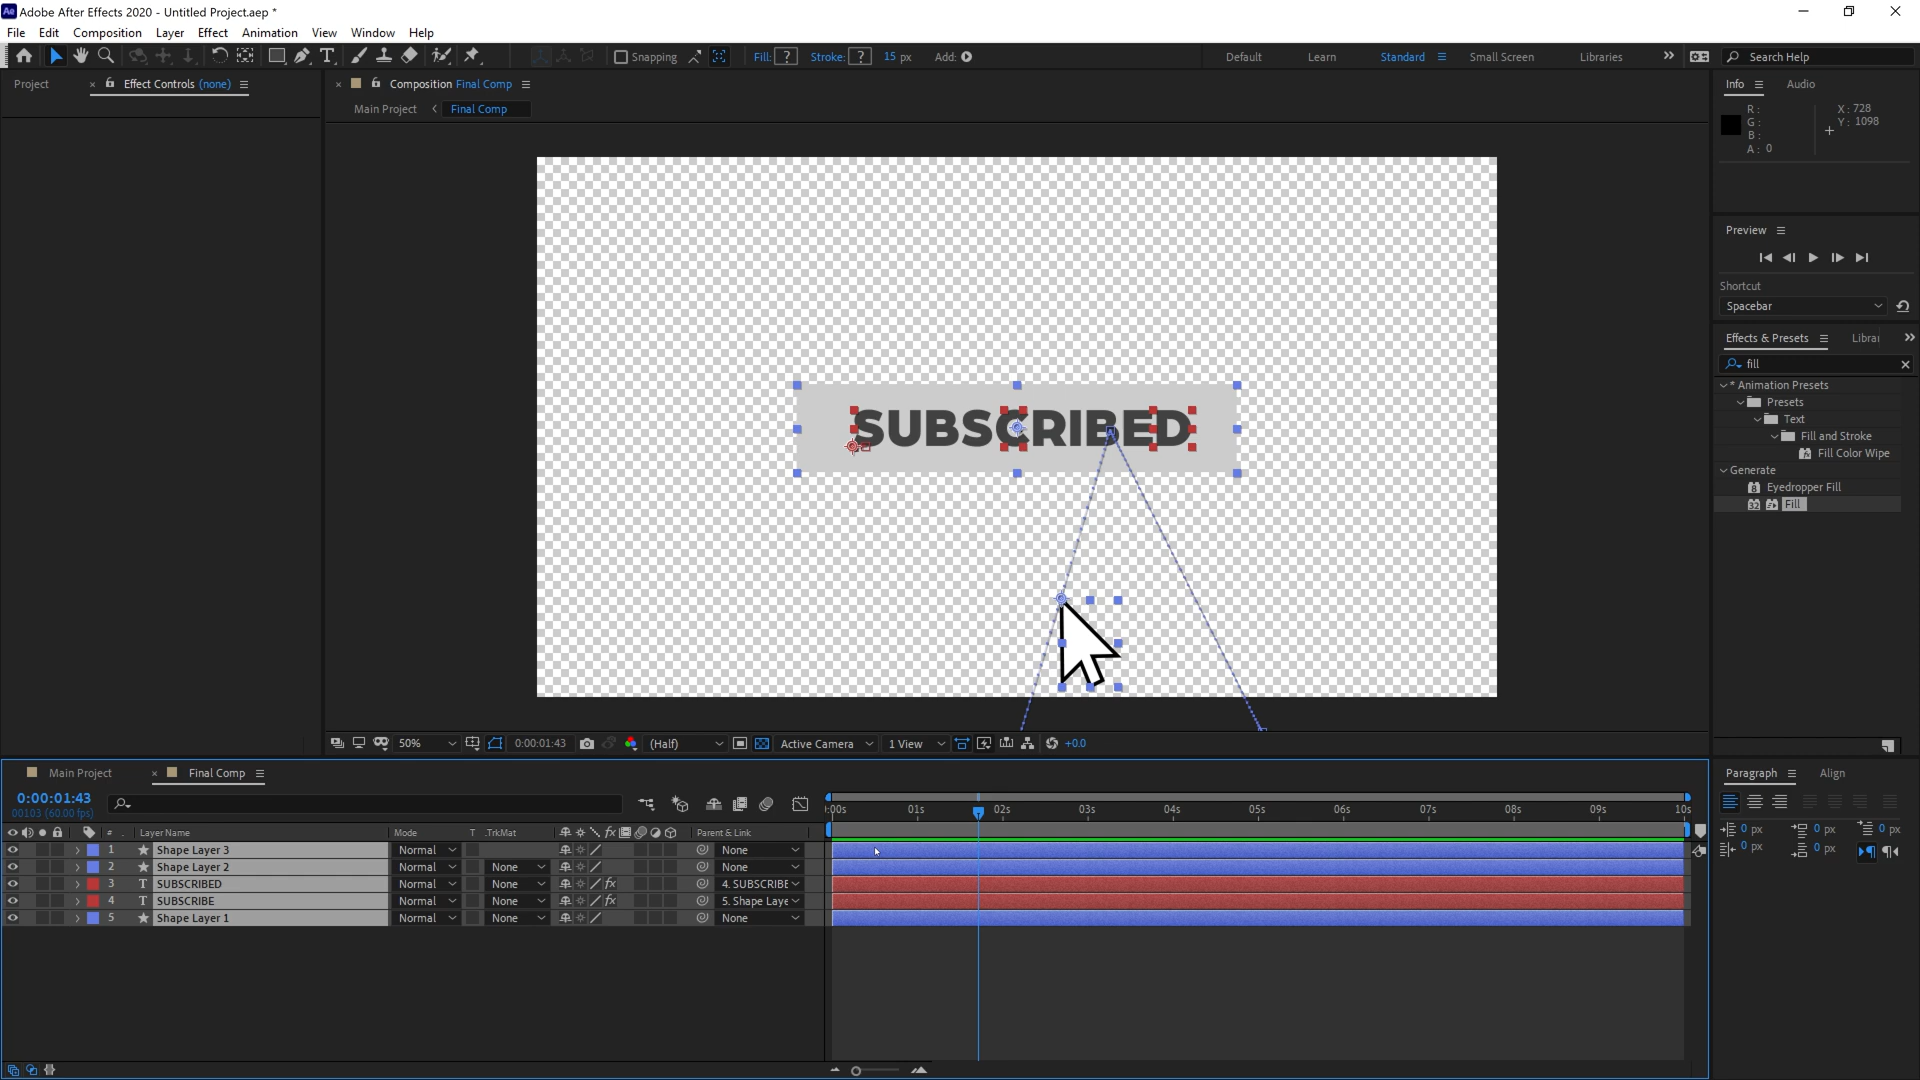 Adobe After Effects 2020 - Untitled Project.aep *
File Edit Composition Layer Effect Animation View Window Help
Snapping Fill: ? Stroke: ? 15 px Add: Default Learn Standard Small Screen Libraries Search Help
Project Effect Controls (none)
Composition Final Comp
Main Project Final Comp
Info Audio
R: X: 728
G: Y: 1098
B:
A: 0
Preview
Shortcut
Spacebar
Effects & Presets Librar
fill
* Animation Presets
Presets
Text
Fill and Stroke
Fill Color Wipe
Generate
Eyedropper Fill
Fill
SUBSCRIBED
50% 0:00:01:43 (Half) Active Camera 1 View +0.0
Main Project Final Comp
Paragraph Align
0:00:01:43
00103 (60.00 fps)
:00s 01s 02s 03s 04s 05s 06s 07s 08s 09s 10s
# Layer Name Mode T .TrkMat Parent & Link
1 Shape Layer 3 Normal None
2 Shape Layer 2 Normal None None
3 T SUBSCRIBED Normal None fx 4. SUBSCRIBE
4 T SUBSCRIBE Normal None fx 5. Shape Laye
5 Shape Layer 1 Normal None None
0 px 0 px 0 px
0 px 0 px